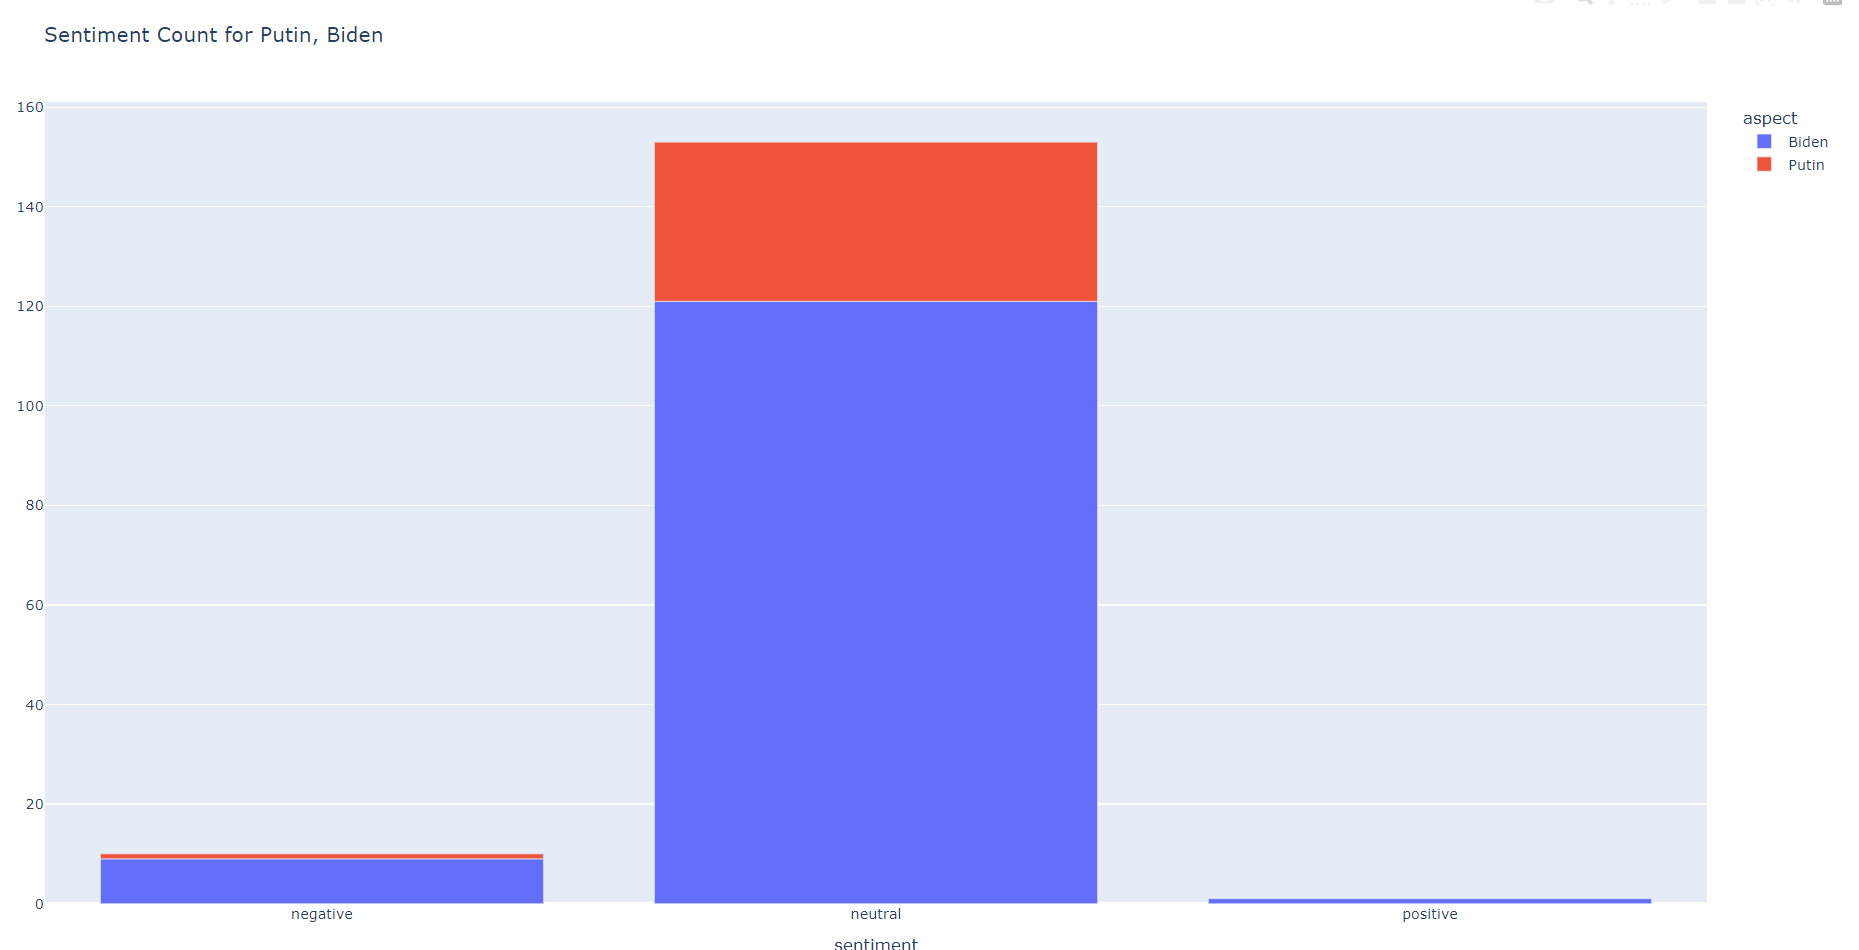 Sentiment Count for Putin, Biden
160
140
120
100
80
60
40
20
0
negative
neutral
positive
sentiment
aspect
Biden
Putin